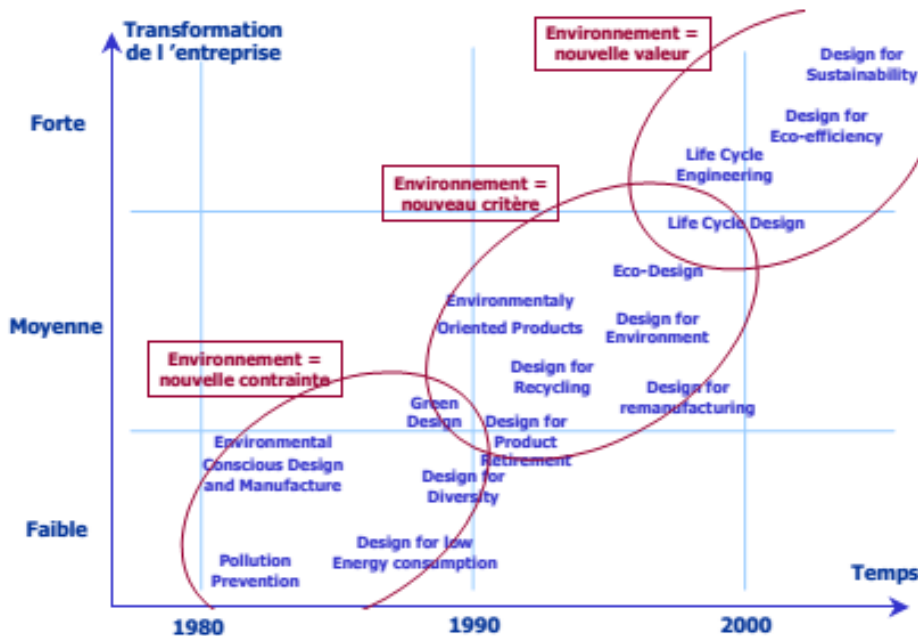 Transformation
de l ’entreprise
Environnement =
nouvelle valeur
Design for
Sustainability
Forte
Design for
Eco-efficiency
Life Cycle
Engineering
Environnement =
nouveau critère
Life Cycle Design
Eco-Design
Environmentaly
Oriented Products
Moyenne
Design for
Environment
Environnement =
nouvelle contrainte
Design for
Recycling
Design for
remanufacturing
Green
Design
Design for
Product
Retirement
Environmental
Conscious Design
and Manufacture
Design for
Diversity
Faible
Design for low
Energy consumption
Pollution
Prevention
Temps
1980
1990
2000